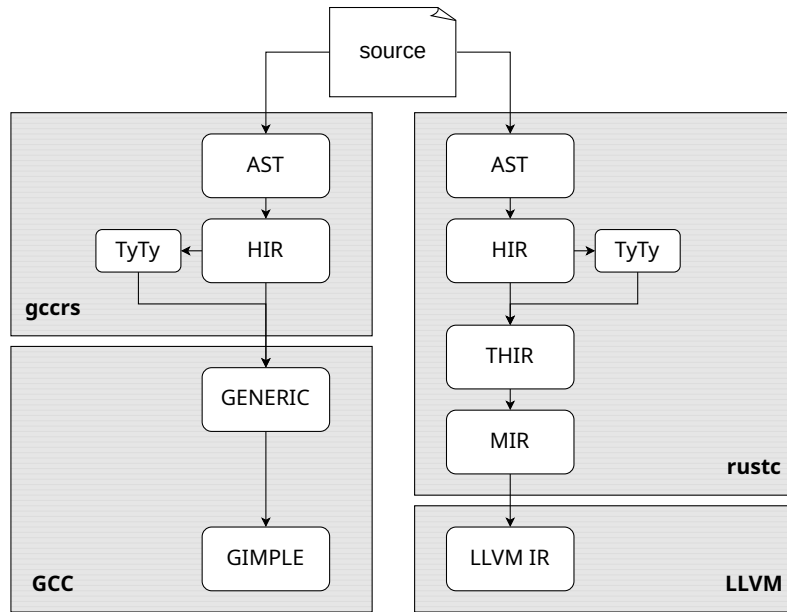 source
AST
HIR
TyTy
gccrs
GENERIC
GIMPLE
GCC
AST
HIR
TyTy
THIR
MIR
rustc
LLVM IR
LLVM